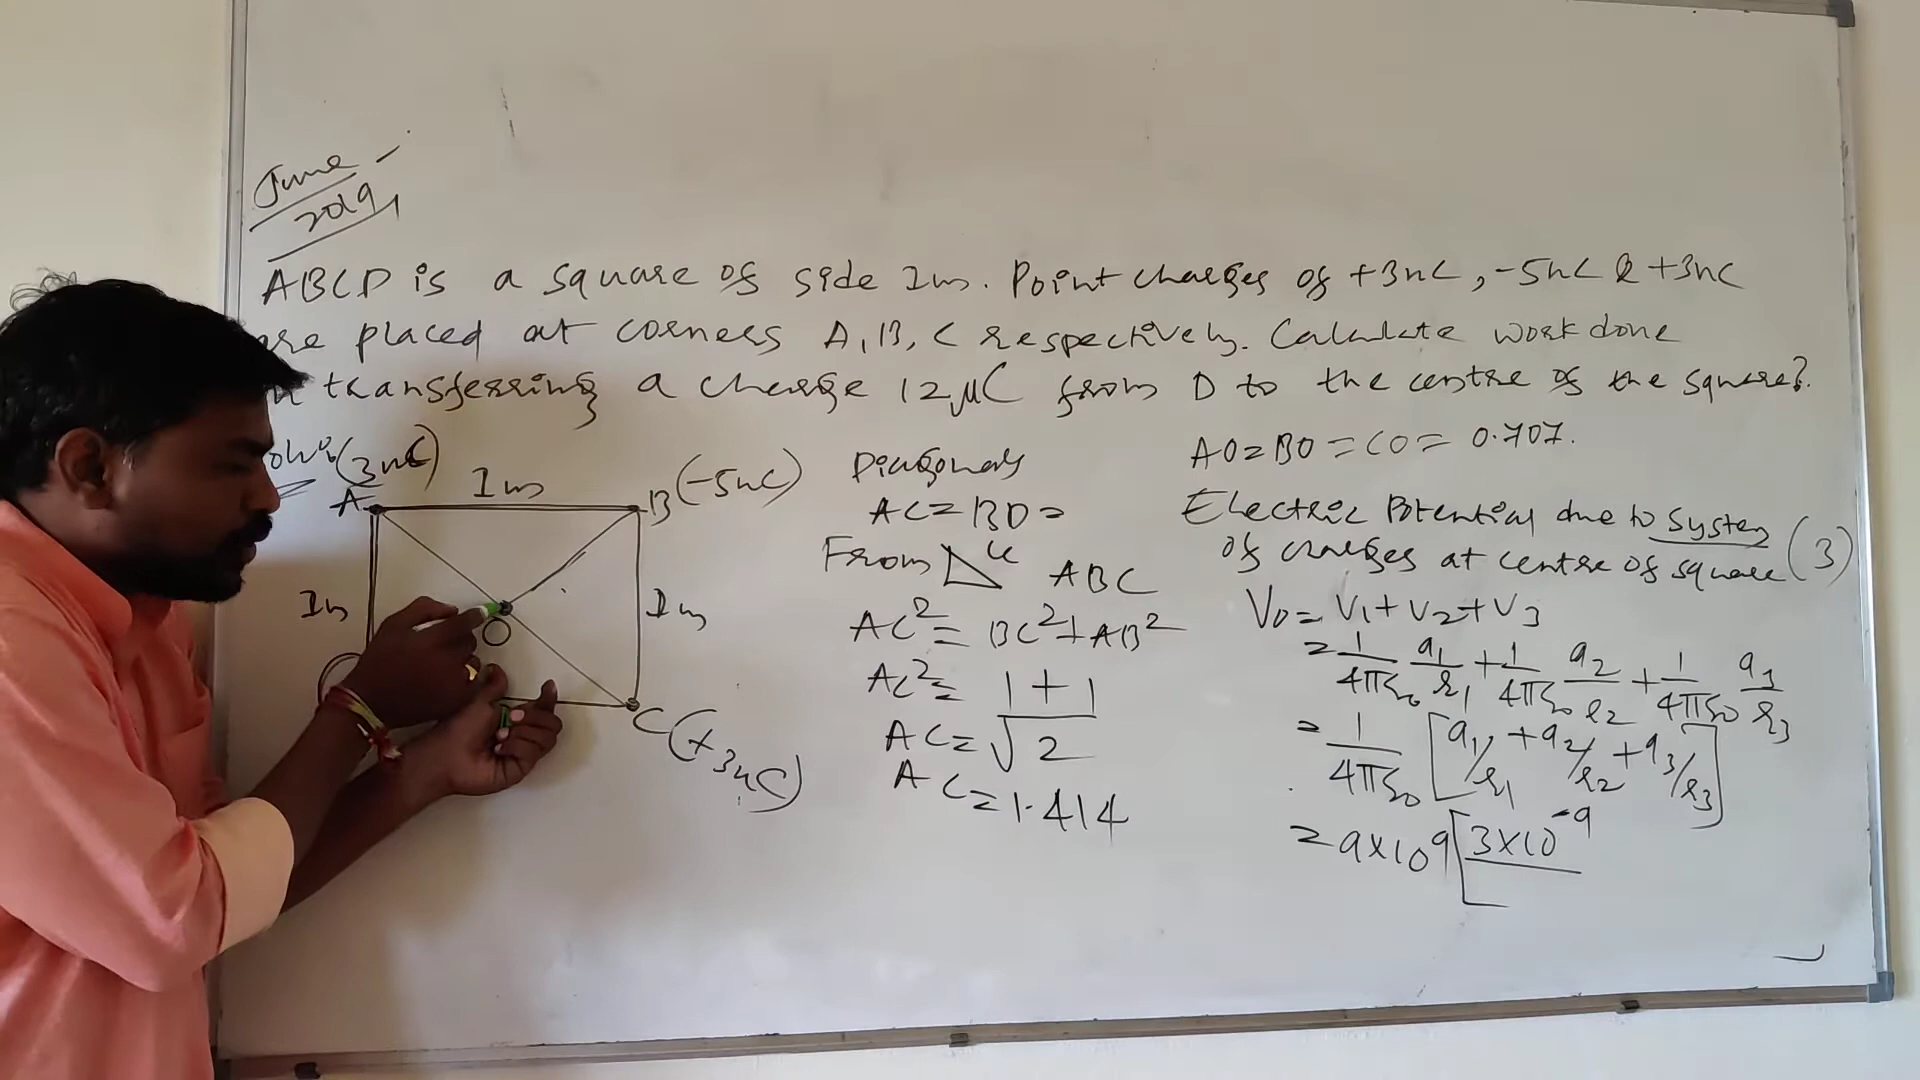 June -
2019
ABCD is a square of side 1m. Point charges of +3nC, -5nC & +3nC
are placed at corners A, B, C respectively. Calculate workdone
transferring a charge 12μC from D to the centre of the square?
(3nC)
A 1m B (-5nC)
1m 1m
O
C (+3nC)
Diagonals
AC = BD =
From △le ABC
AC² = BC² + AB²
AC² = 1 + 1
AC = √2
AC = 1.414
AO = BO = CO = 0.707.
Electric Potential due to system
of charges at centre of square (3)
V0 = V1 + V2 + V3
= 1/4πε0 q1/r1 + 1/4πε0 q2/r2 + 1/4πε0 q3/r3
= 1/4πε0 [q1/r1 + q2/r2 + q3/r3]
= 9×10⁹ [3×10⁻⁹